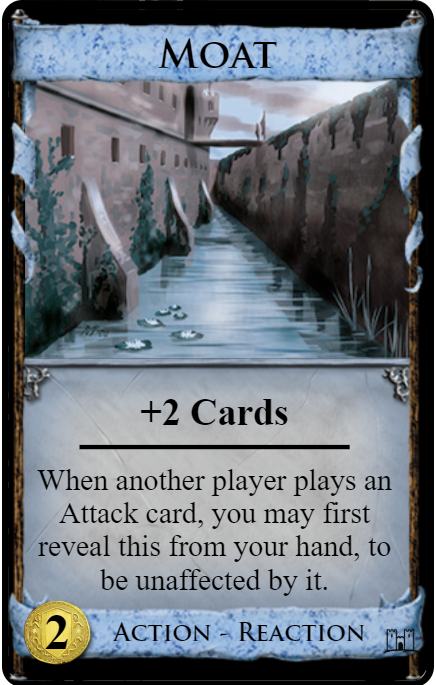 MOAT
+2 Cards
When another player plays an
Attack card, you may first
reveal this from your hand, to
be unaffected by it.
2
ACTION - REACTION